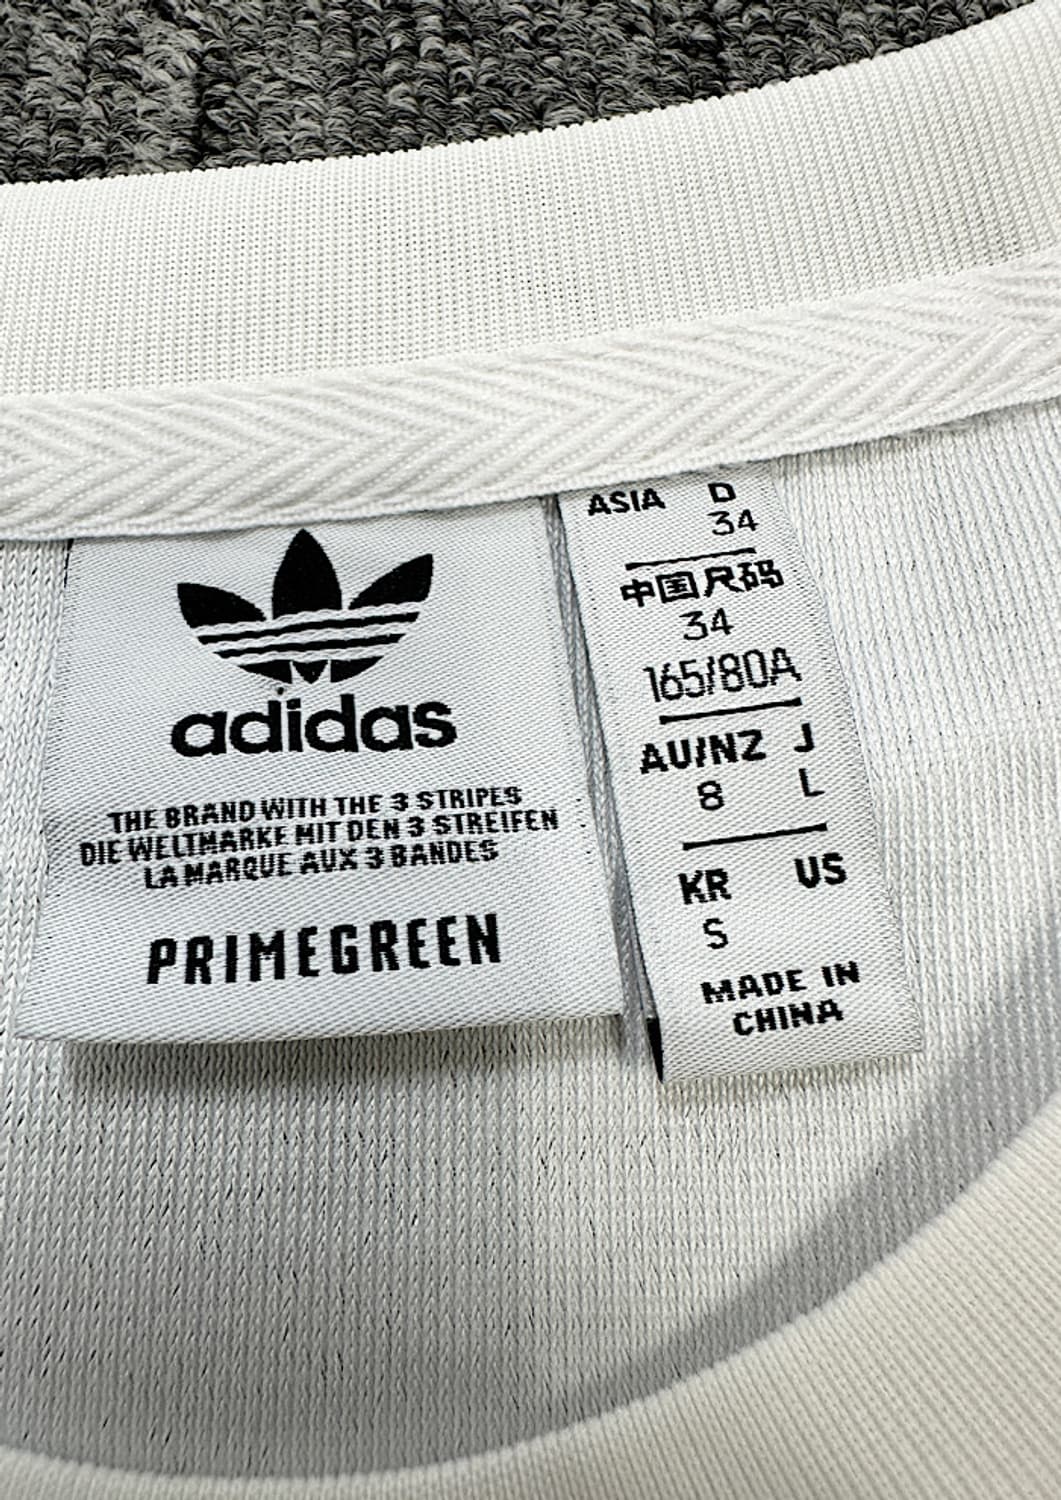 adidas
THE BRAND WITH THE 3 STRIPES
DIE WELTMARKE MIT DEN 3 STREIFEN
LA MARQUE AUX 3 BANDES
PRIMEGREEN
ASIA D
34
中国尺码
34
165/80A
AU/NZ J
8 L
KR US
S
MADE IN
CHINA